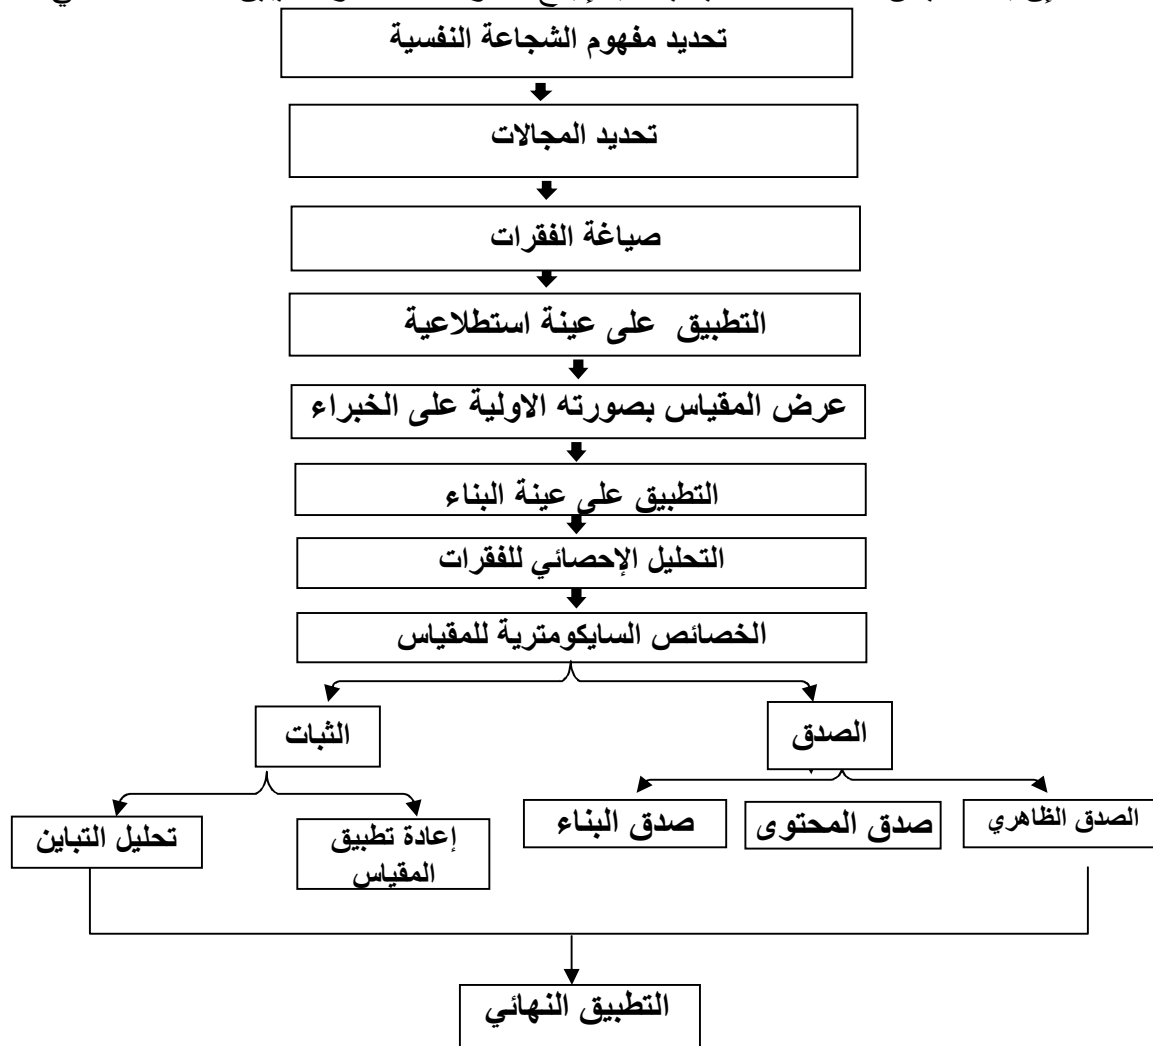 تحديد مفهوم الشجاعة النفسية
تحديد المجالات
صياغة الفقرات
التطبيق على عينة استطلاعية
عرض المقياس بصورته الاولية على الخبراء
التطبيق على عينة البناء
التحليل الإحصائي للفقرات
الخصائص السايكومترية للمقياس
الصدق
الثبات
الصدق الظاهري
صدق المحتوى
صدق البناء
إعادة تطبيق
المقياس
تحليل التباين
التطبيق النهائي